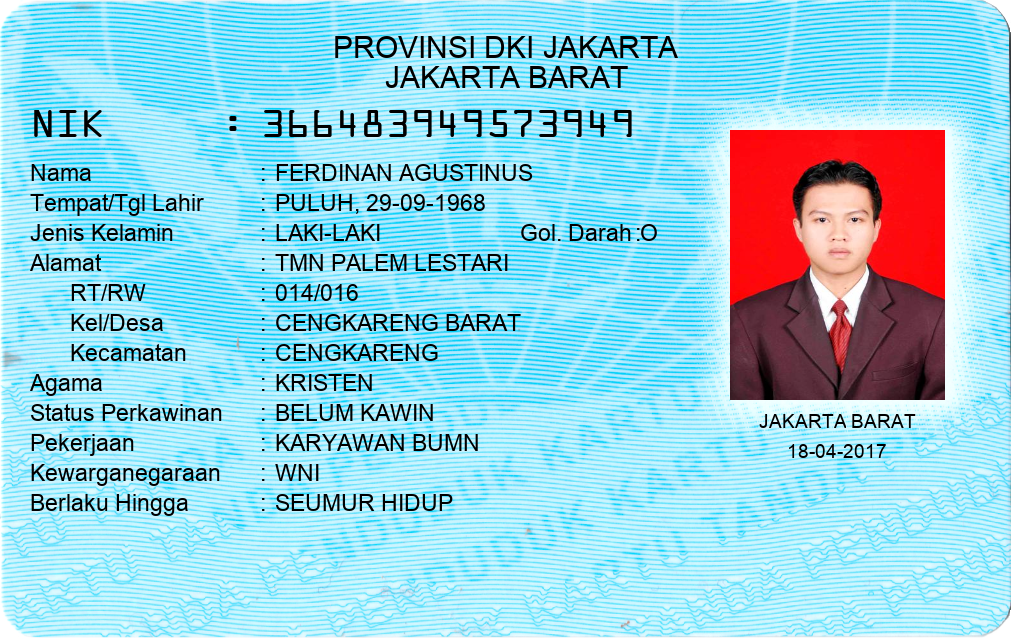 PROVINSI DKI JAKARTA
JAKARTA BARAT
NIK : 366483949573949
Nama : FERDINAN AGUSTINUS
Tempat/Tgl Lahir : PULUH, 29-09-1968
Jenis Kelamin : LAKI-LAKI Gol. Darah :O
Alamat : TMN PALEM LESTARI
RT/RW : 014/016
Kel/Desa : CENGKARENG BARAT
Kecamatan : CENGKARENG
Agama : KRISTEN
Status Perkawinan : BELUM KAWIN
Pekerjaan : KARYAWAN BUMN
Kewarganegaraan : WNI
Berlaku Hingga : SEUMUR HIDUP
JAKARTA BARAT
18-04-2017